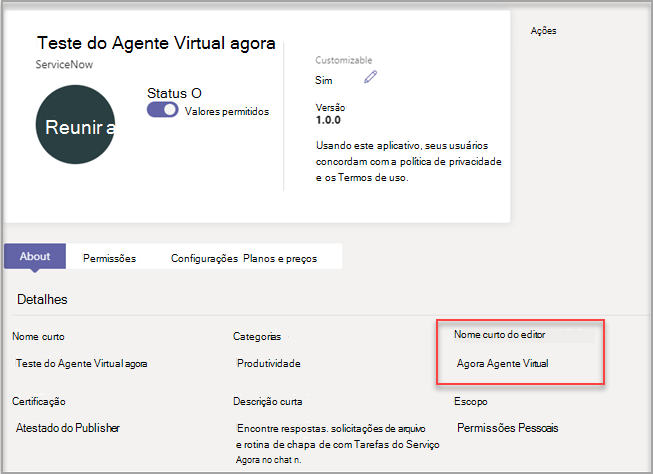 Teste do Agente Virtual agora
ServiceNow
Reunir a
Status O
Valores permitidos
Customizable
Sim
Versão
1.0.0
Usando este aplicativo, seus usuários
concordam com a política de privacidade
e os Termos de uso.
Ações
About Permissões Configurações Planos e preços
Detalhes
Nome curto
Teste do Agente Virtual agora
Categorias
Produtividade
Nome curto do editor
Agora Agente Virtual
Certificação
Atestado do Publisher
Descrição curta
Encontre respostas. solicitações de arquivo
e rotina de chapa de com Tarefas do Serviço
Agora no chat n.
Escopo
Permissões Pessoais